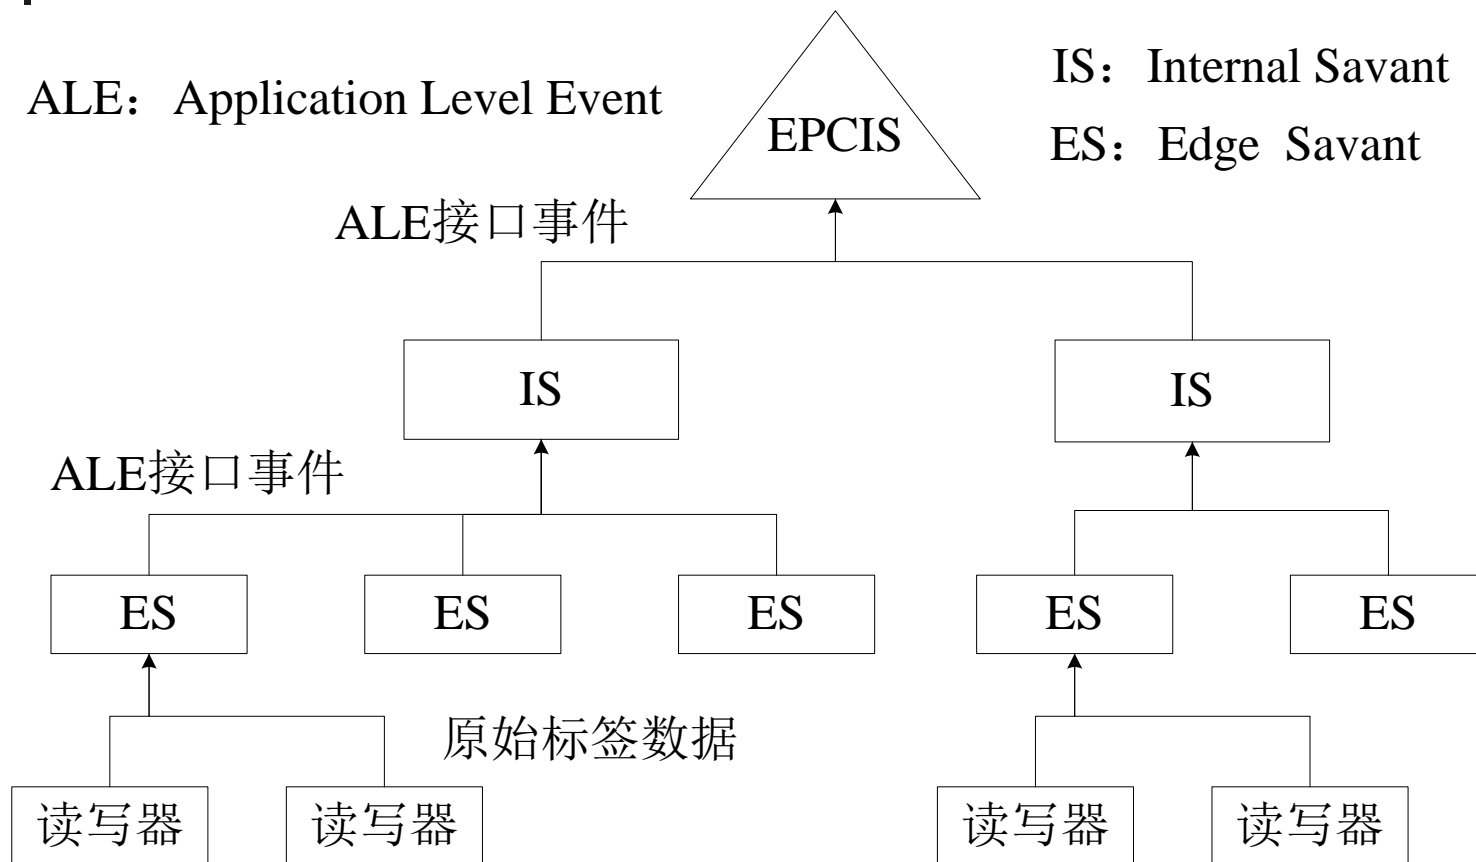 ALE：Application Level Event
IS：Internal Savant
EPCIS
ES：Edge Savant
ALE接口事件
IS
IS
ALE接口事件
ES
ES
ES
ES
ES
原始标签数据
读写器
读写器
读写器
读写器